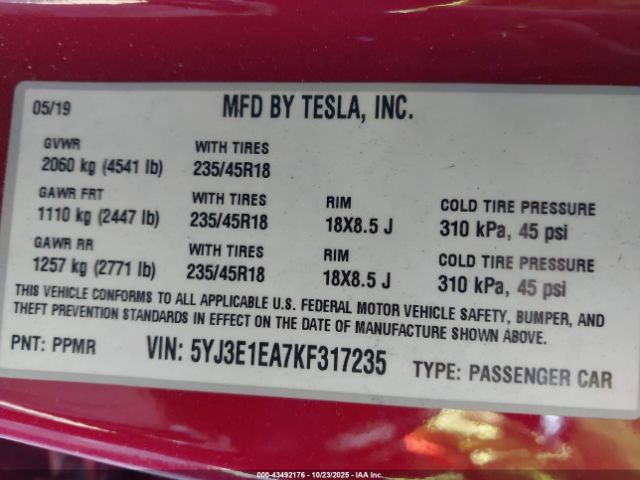 05/19 MFD BY TESLA, INC.
GVWR WITH TIRES
2060 kg (4541 lb) 235/45R18
GAWR FRT WITH TIRES RIM COLD TIRE PRESSURE
1110 kg (2447 lb) 235/45R18 18X8.5 J 310 kPa, 45 psi
GAWR RR WITH TIRES RIM COLD TIRE PRESSURE
1257 kg (2771 lb) 235/45R18 18X8.5 J 310 kPa, 45 psi
THIS VEHICLE CONFORMS TO ALL APPLICABLE U.S. FEDERAL MOTOR VEHICLE SAFETY, BUMPER, AND
THEFT PREVENTION STANDARDS IN EFFECT ON THE DATE OF MANUFACTURE SHOWN ABOVE.
PNT: PPMR VIN: 5YJ3E1EA7KF317235 TYPE: PASSENGER CAR
000-43492176 - 10/23/2025 - IAA, Inc.